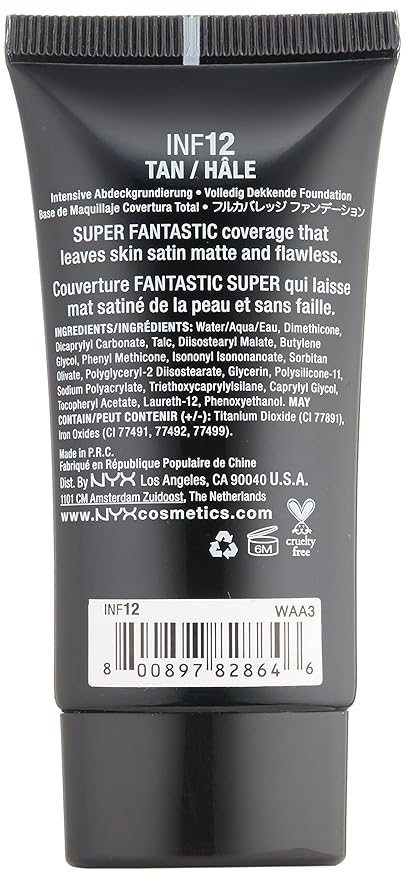 INF12
TAN / HÂLE
Intensive Abdeckgrundierung • Volledig Dekkende Foundation
Base de Maquillaje Covertura Total • フルカバレッジ ファンデーション
SUPER FANTASTIC coverage that
leaves skin satin matte and flawless.
Couverture FANTASTIC SUPER qui laisse
mat satiné de la peau et sans faille.
INGREDIENTS/INGRÉDIENTS: Water/Aqua/Eau, Dimethicone,
Dicaprylyl Carbonate, Talc, Diisostearyl Malate, Butylene
Glycol, Phenyl Methicone, Isononyl Isononanoate, Sorbitan
Olivate, Polyglyceryl-2 Diisostearate, Glycerin, Polysilicone-11,
Sodium Polyacrylate, Triethoxycaprylylsilane, Caprylyl Glycol,
Tocopheryl Acetate, Laureth-12, Phenoxyethanol. MAY
CONTAIN/PEUT CONTENIR (+/-): Titanium Dioxide (CI 77891),
Iron Oxides (CI 77491, 77492, 77499).
Made in P.R.C.
Fabriqué en République Populaire de Chine
Dist. By NYX Los Angeles, CA 90040 U.S.A.
1101 CM Amsterdam Zuidoost, The Netherlands
www.NYXcosmetics.com
6M
cruelty
free
INF12 WAA3
8 00897 82864 6